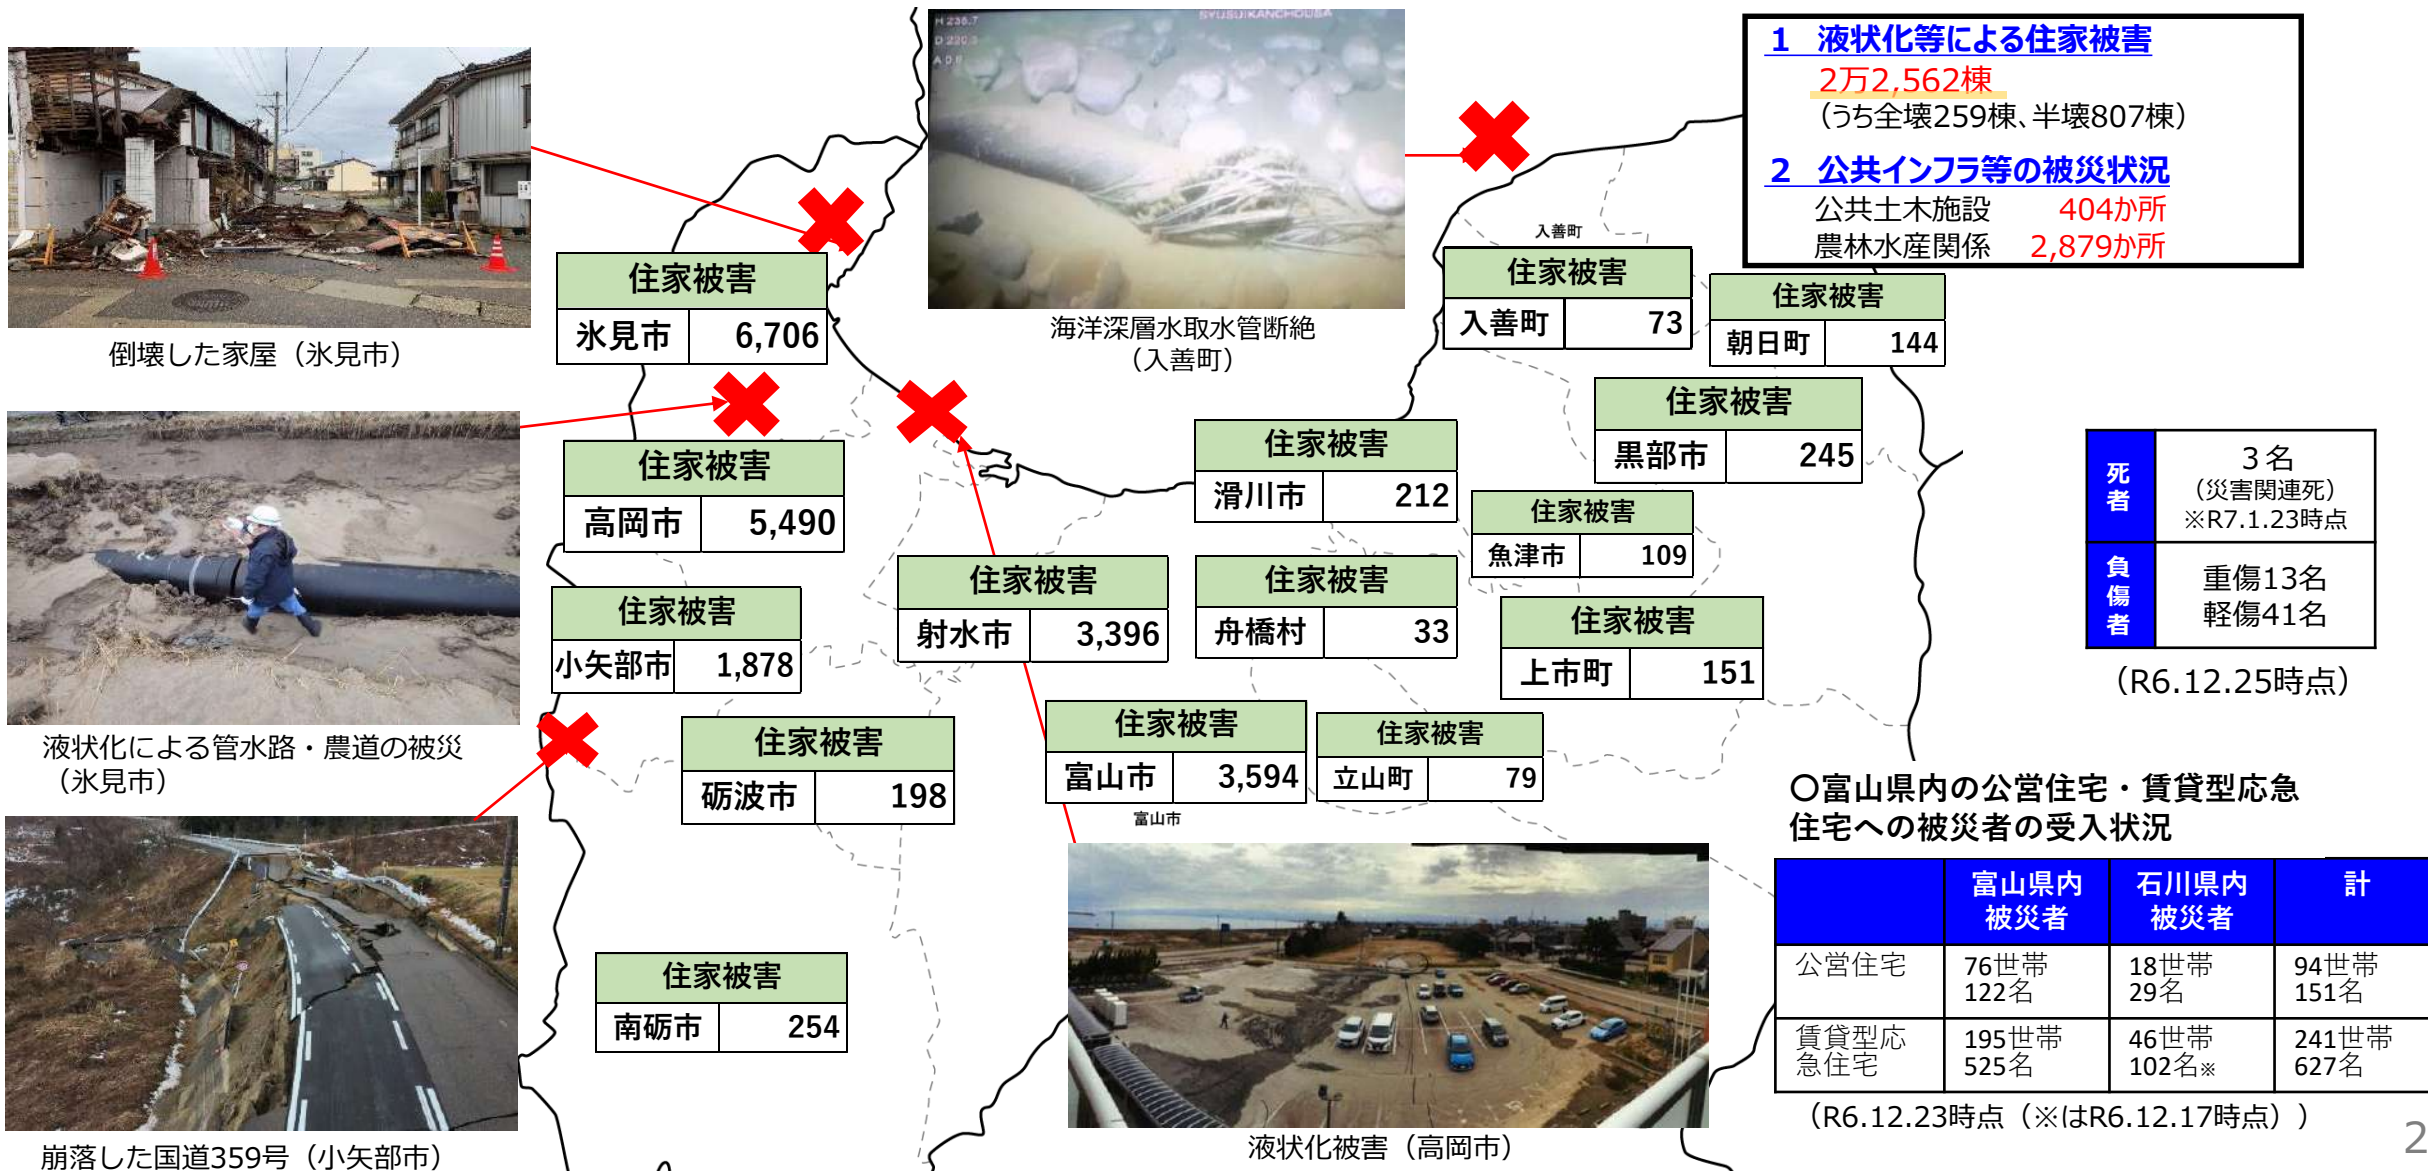 H 236.7
SYUSUIKANCHOUSA
1 液状化等による住家被害
2万2,562棟
（うち全壊259棟、半壊807棟）
2 公共インフラ等の被災状況
公共土木施設 404か所
農林水産関係 2,879か所
倒壊した家屋（氷見市）
海洋深層水取水管断絶
（入善町）
入善町
住家被害
氷見市 6,706
住家被害
入善町 73
住家被害
朝日町 144
住家被害
高岡市 5,490
住家被害
滑川市 212
住家被害
黒部市 245
住家被害
魚津市 109
死者 3名
（災害関連死）
※R7.1.23時点
負傷者 重傷13名
軽傷41名
（R6.12.25時点）
住家被害
小矢部市 1,878
住家被害
射水市 3,396
住家被害
舟橋村 33
住家被害
上市町 151
液状化による管水路・農道の被災
（氷見市）
住家被害
砺波市 198
住家被害
富山市 3,594
住家被害
立山町 79
富山市
住家被害
南砺市 254
崩落した国道359号（小矢部市）
液状化被害（高岡市）
〇富山県内の公営住宅・賃貸型応急
住宅への被災者の受入状況
富山県内 石川県内 計
被災者 被災者
公営住宅 76世帯 18世帯 94世帯
122名 29名 151名
賃貸型応 195世帯 46世帯 241世帯
急住宅 525名 102名※ 627名
（R6.12.23時点（※はR6.12.17時点））
2